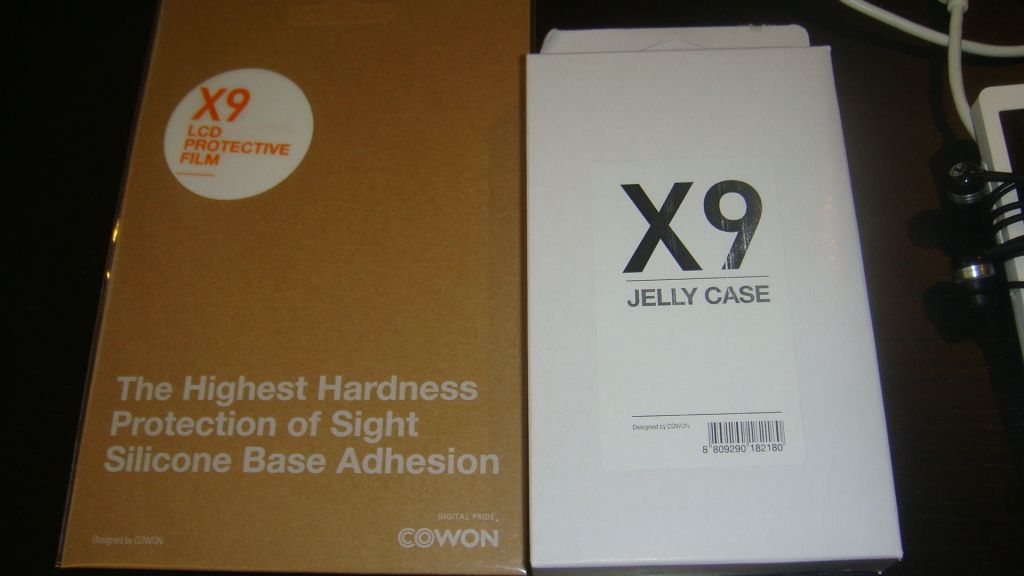 X9
LCD
PROTECTIVE
FILM
The Highest Hardness
Protection of Sight
Silicone Base Adhesion
DIGITAL PRIDE
COWON
Designed by COWON
X9
JELLY CASE
Designed by COWON
8 809290 182180